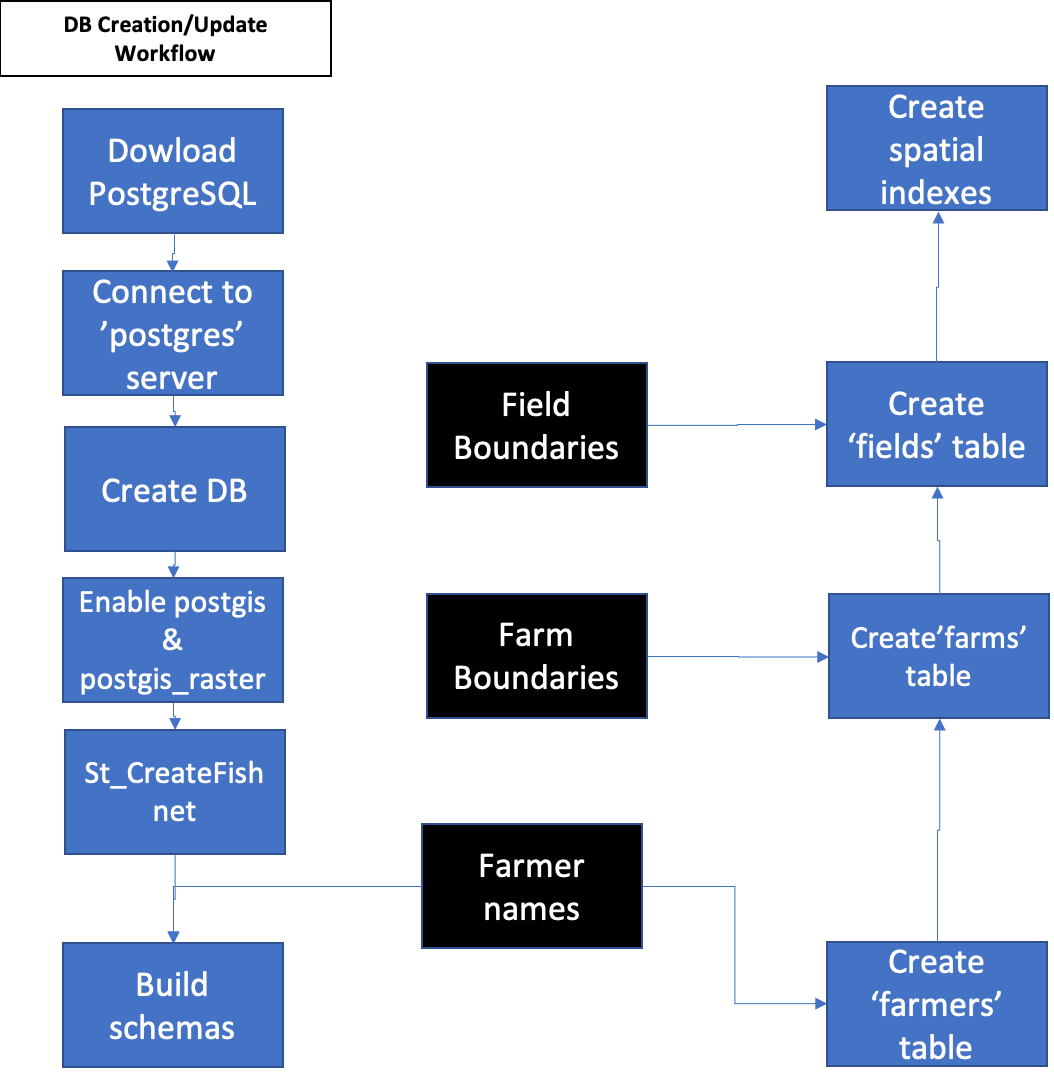 DB Creation/Update
Workflow
Dowload
PostgreSQL
Connect to
’postgres’
server
Create DB
Enable postgis
&
postgis_raster
St_CreateFish
net
Build
schemas
Field
Boundaries
Farm
Boundaries
Farmer
names
Create
spatial
indexes
Create
‘fields’ table
Create’farms’
table
Create
‘farmers’
table